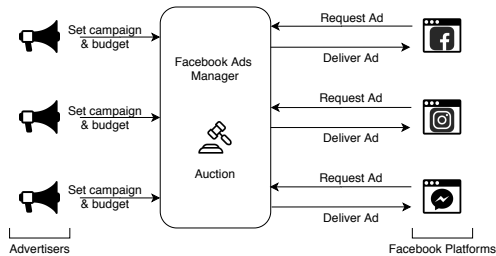 Set campaign
& budget
Set campaign
& budget
Set campaign
& budget
Advertisers
Facebook Ads
Manager
Auction
Request Ad
Deliver Ad
Request Ad
Deliver Ad
Request Ad
Deliver Ad
Facebook Platforms